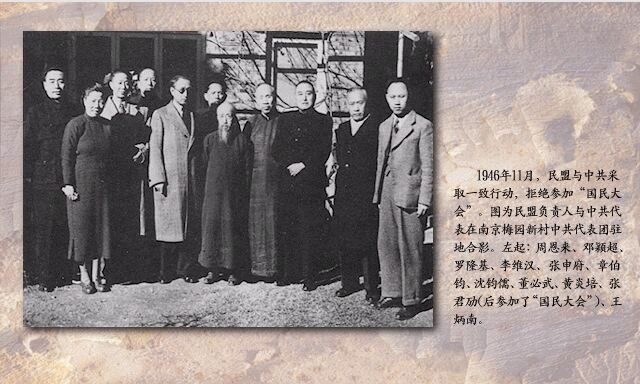 1946年11月，民盟与中共采
取一致行动，拒绝参加“国民大
会”。图为民盟负责人与中共代
表在南京梅园新村中共代表团驻
地合影。左起：周恩来、邓颖超、
罗隆基、李维汉、张申府、章伯
钧、沈钧儒、董必武、黄炎培、张
君劢(后参加了“国民大会”)、王
炳南。